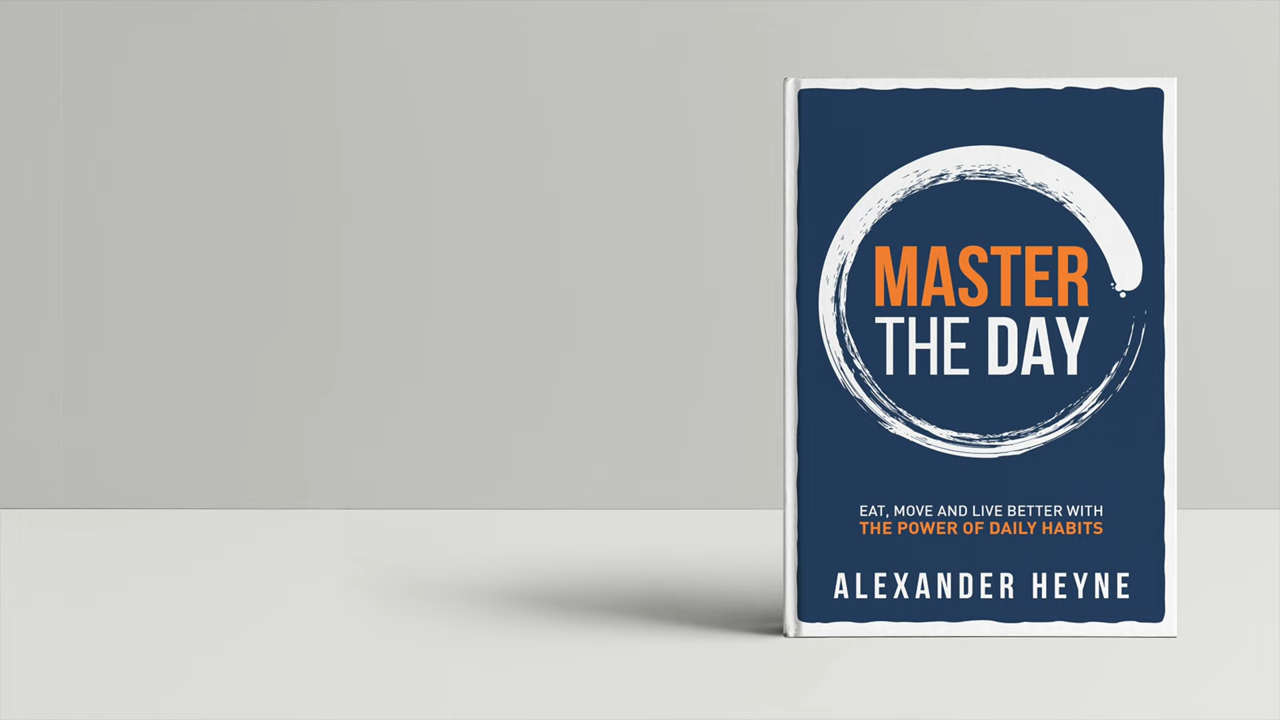 MASTER
THE DAY
EAT, MOVE AND LIVE BETTER WITH
THE POWER OF DAILY HABITS
ALEXANDER HEYNE